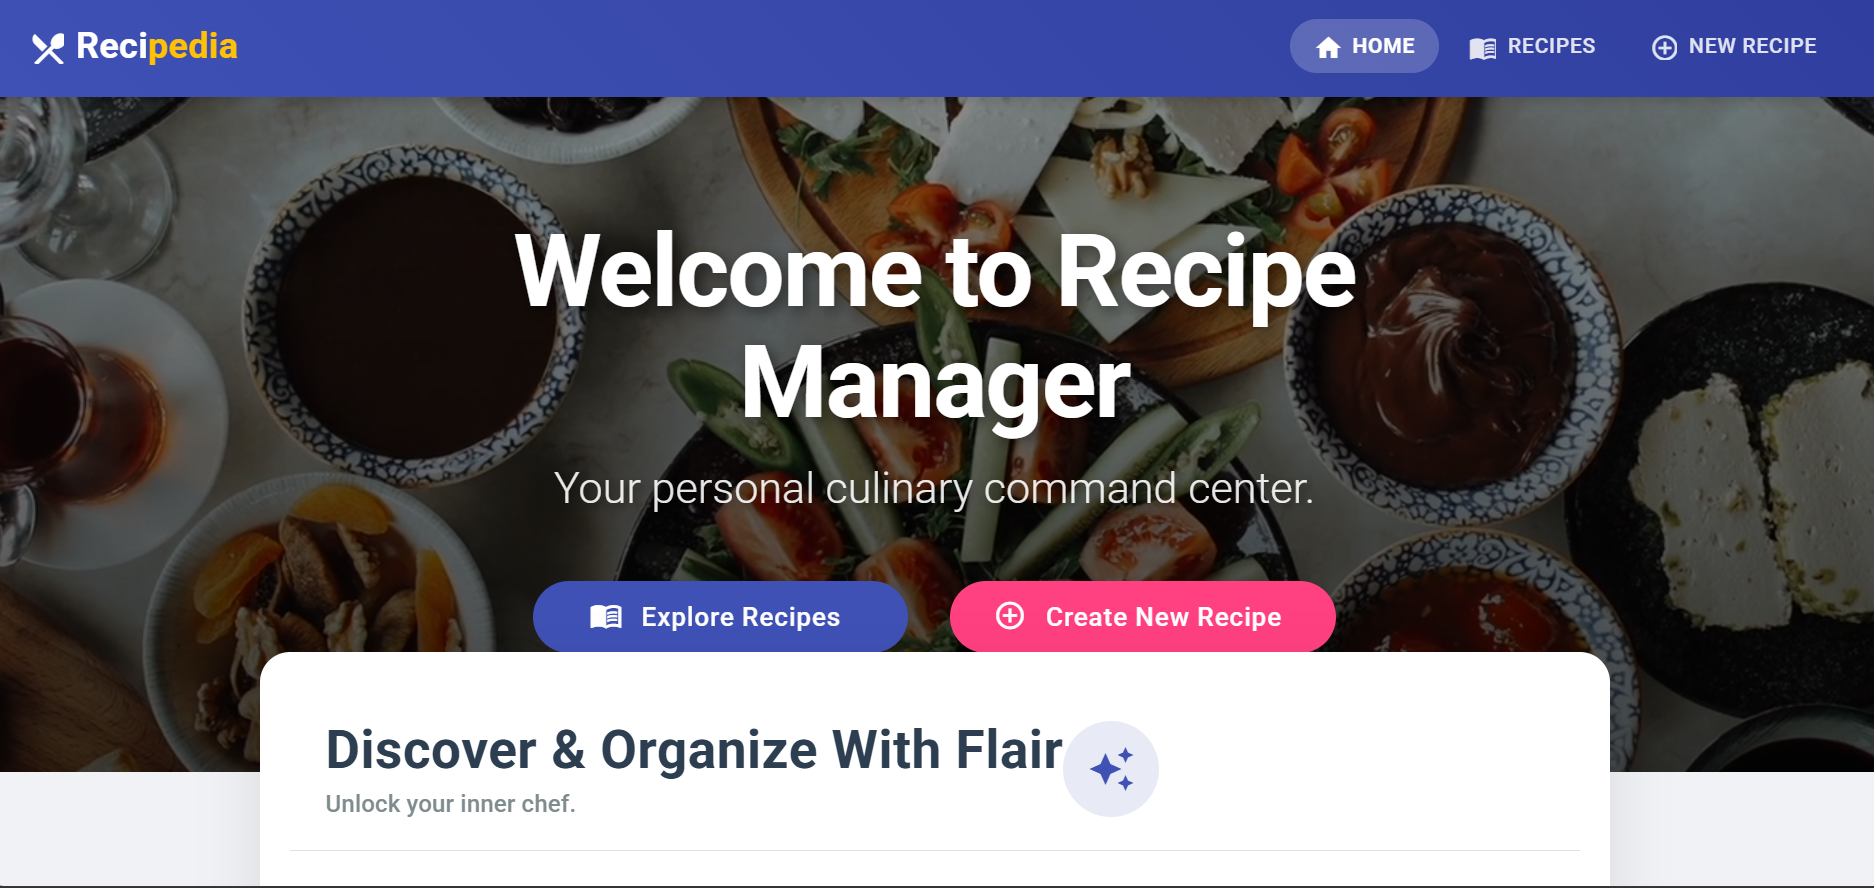 Recipedia
HOME
RECIPES
NEW RECIPE
Welcome to Recipe
Manager
Your personal culinary command center.
Explore Recipes
Create New Recipe
Discover & Organize With Flair
Unlock your inner chef.